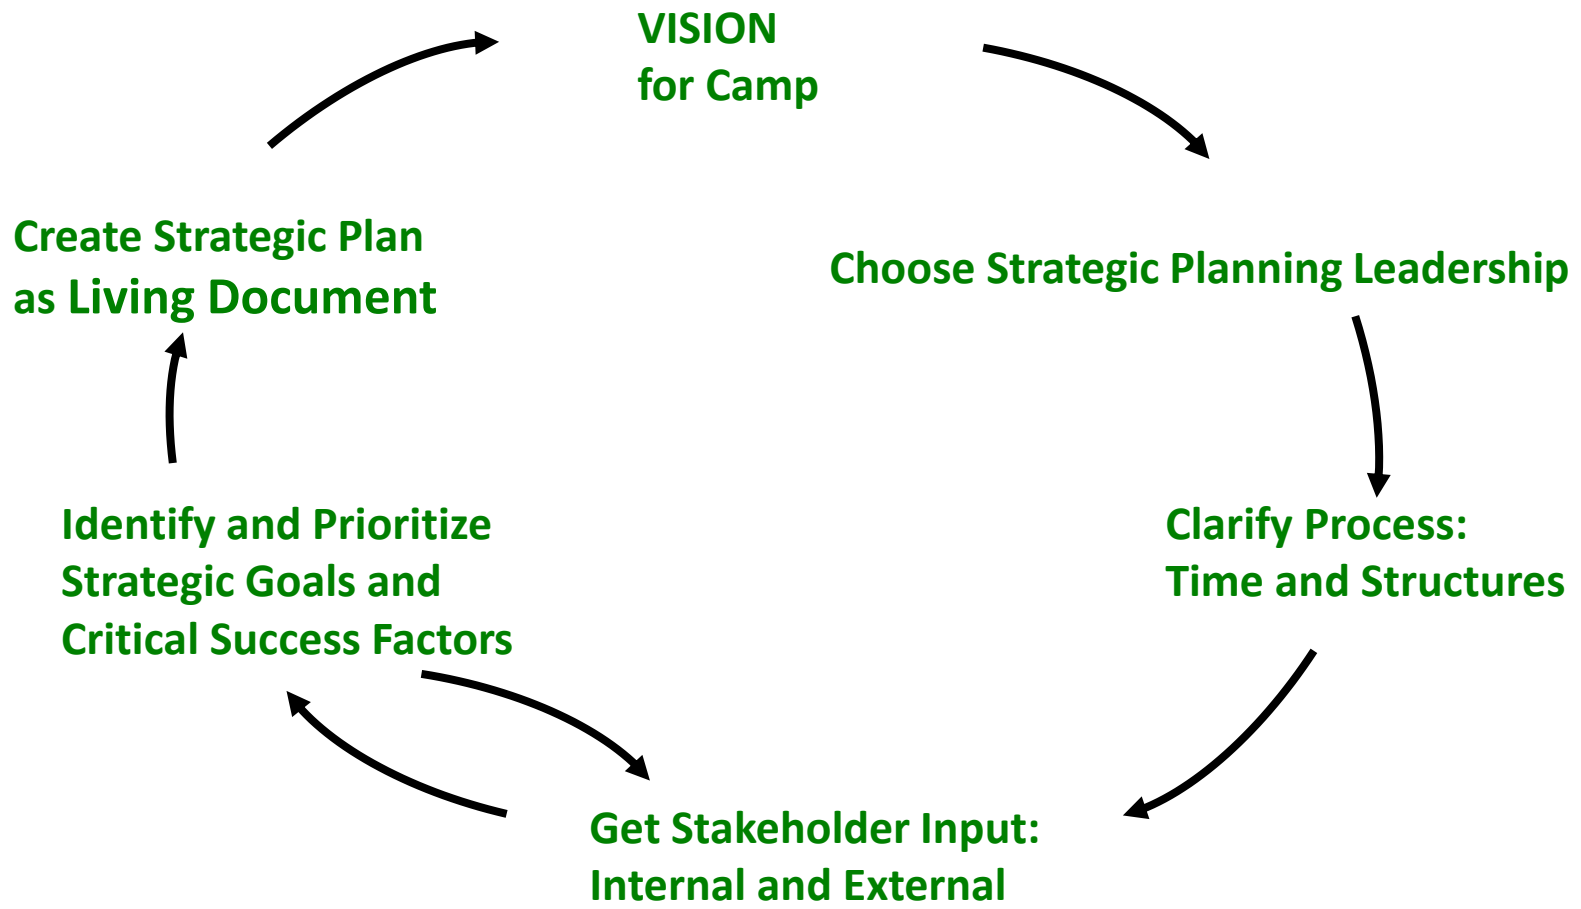 VISION
for Camp
Choose Strategic Planning Leadership
Clarify Process:
Time and Structures
Get Stakeholder Input:
Internal and External
Identify and Prioritize
Strategic Goals and
Critical Success Factors
Create Strategic Plan
as Living Document